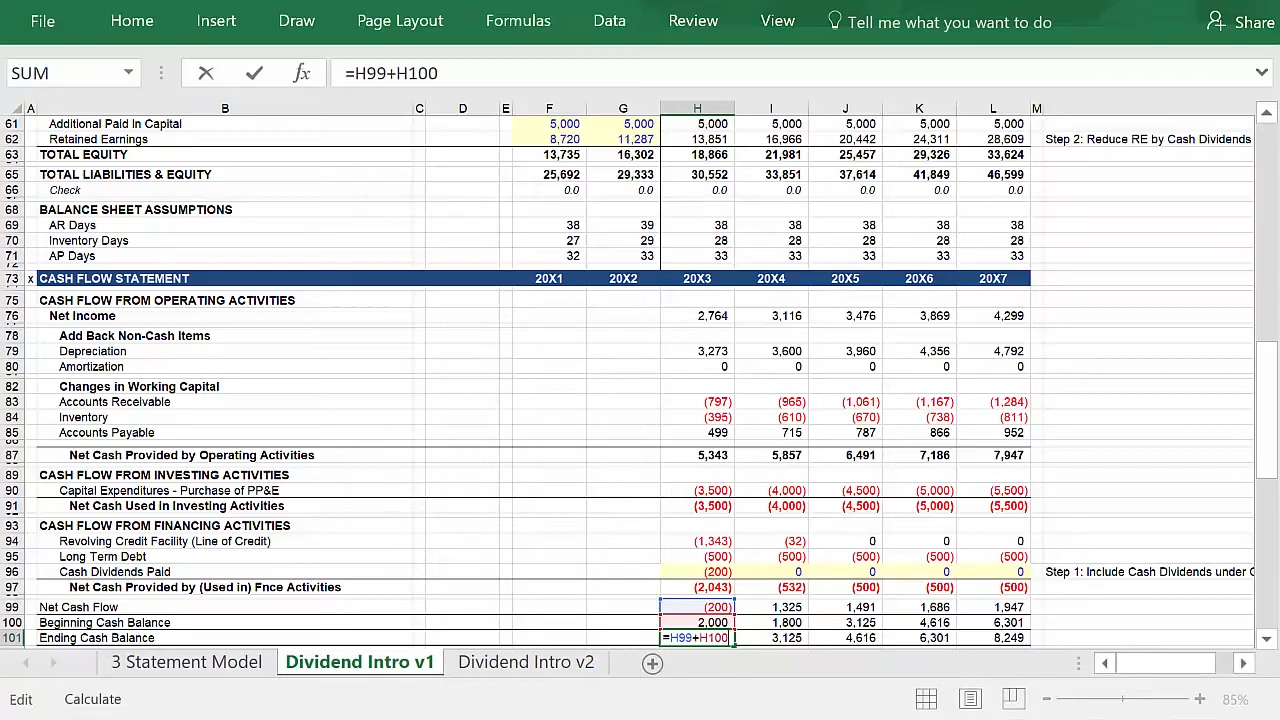 File Home Insert Draw Page Layout Formulas Data Review View Tell me what you want to do Share
SUM fx =H99+H100
A B C D E F G H I J K L M
61 Additional Paid In Capital 5,000 5,000 5,000 5,000 5,000 5,000 5,000
62 Retained Earnings 8,720 11,287 13,851 16,966 20,442 24,311 28,609 Step 2: Reduce RE by Cash Dividends
63 TOTAL EQUITY 13,735 16,302 18,866 21,981 25,457 29,326 33,624
65 TOTAL LIABILITIES & EQUITY 25,692 29,333 30,552 33,851 37,614 41,849 46,599
66 Check 0.0 0.0 0.0 0.0 0.0 0.0 0.0
68 BALANCE SHEET ASSUMPTIONS
69 AR Days 38 39 38 38 38 38 38
70 Inventory Days 27 29 28 28 28 28 28
71 AP Days 32 33 33 33 33 33 33
73 x CASH FLOW STATEMENT 20X1 20X2 20X3 20X4 20X5 20X6 20X7
75 CASH FLOW FROM OPERATING ACTIVITIES
76 Net Income 2,764 3,116 3,476 3,869 4,299
78 Add Back Non-Cash Items
79 Depreciation 3,273 3,600 3,960 4,356 4,792
80 Amortization 0 0 0 0 0
82 Changes in Working Capital
83 Accounts Receivable (797) (965) (1,061) (1,167) (1,284)
84 Inventory (395) (610) (670) (738) (811)
85 Accounts Payable 499 715 787 866 952
87 Net Cash Provided by Operating Activities 5,343 5,857 6,491 7,186 7,947
89 CASH FLOW FROM INVESTING ACTIVITIES
90 Capital Expenditures - Purchase of PP&E (3,500) (4,000) (4,500) (5,000) (5,500)
91 Net Cash Used in Investing Activities (3,500) (4,000) (4,500) (5,000) (5,500)
93 CASH FLOW FROM FINANCING ACTIVITIES
94 Revolving Credit Facility (Line of Credit) (1,343) (32) 0 0 0
95 Long Term Debt (500) (500) (500) (500) (500)
96 Cash Dividends Paid (200) 0 0 0 0 Step 1: Include Cash Dividends under
97 Net Cash Provided by (Used in) Fnce Activities (2,043) (532) (500) (500) (500)
99 Net Cash Flow (200) 1,325 1,491 1,686 1,947
100 Beginning Cash Balance 2,000 1,800 3,125 4,616 6,301
101 Ending Cash Balance =H99+H100 3,125 4,616 6,301 8,249
3 Statement Model Dividend Intro v1 Dividend Intro v2
Edit Calculate 85%